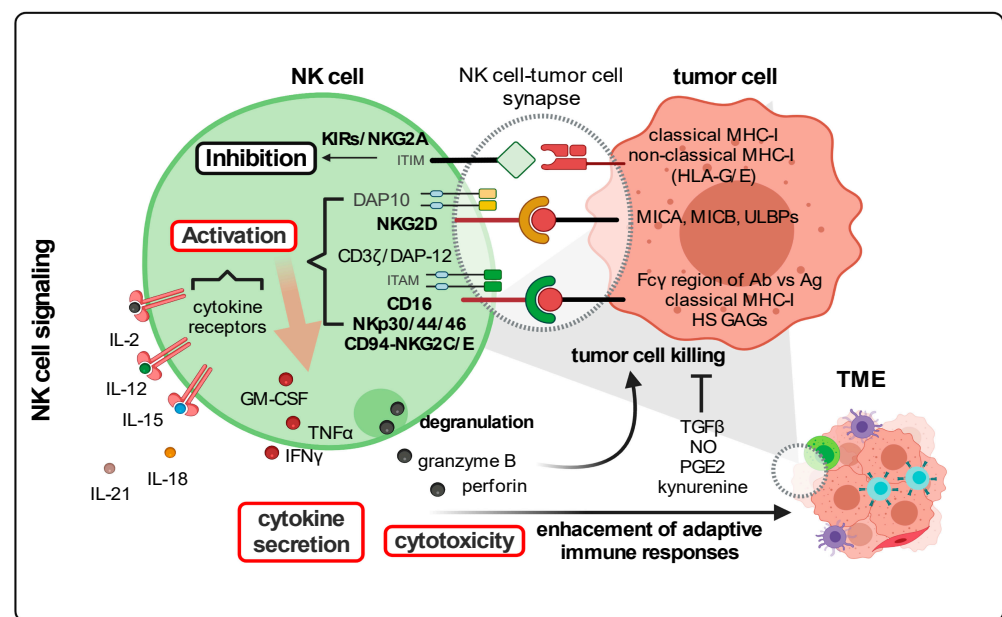 NK cell signaling
NK cell
NK cell-tumor cell
synapse
tumor cell
KIRs/NKG2A
ITIM
Inhibition
classical MHC-I
non-classical MHC-I
(HLA-G/E)
DAP10
NKG2D
MICA, MICB, ULBPs
Activation
CD3ζ/DAP-12
ITAM
CD16
NKp30/44/46
CD94-NKG2C/E
Fcγ region of Ab vs Ag
classical MHC-I
HS GAGs
cytokine
receptors
IL-2
IL-12
IL-15
IL-18
IL-21
GM-CSF
TNFα
IFNγ
degranulation
granzyme B
perforin
tumor cell killing
TGFβ
NO
PGE2
kynurenine
TME
cytokine
secretion
cytotoxicity
enhacement of adaptive
immune responses